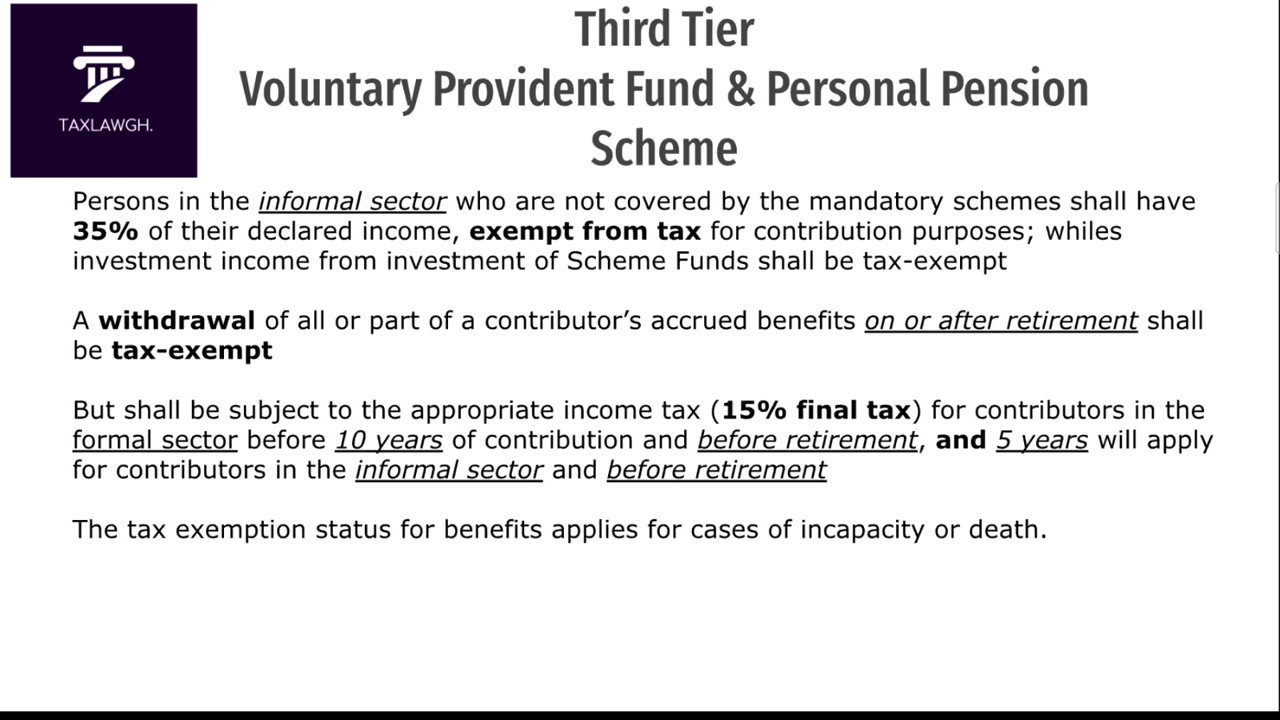 TAXLAWGH.
Third Tier
Voluntary Provident Fund & Personal Pension
Scheme
Persons in the informal sector who are not covered by the mandatory schemes shall have
35% of their declared income, exempt from tax for contribution purposes; whiles
investment income from investment of Scheme Funds shall be tax-exempt
A withdrawal of all or part of a contributor’s accrued benefits on or after retirement shall
be tax-exempt
But shall be subject to the appropriate income tax (15% final tax) for contributors in the
formal sector before 10 years of contribution and before retirement, and 5 years will apply
for contributors in the informal sector and before retirement
The tax exemption status for benefits applies for cases of incapacity or death.